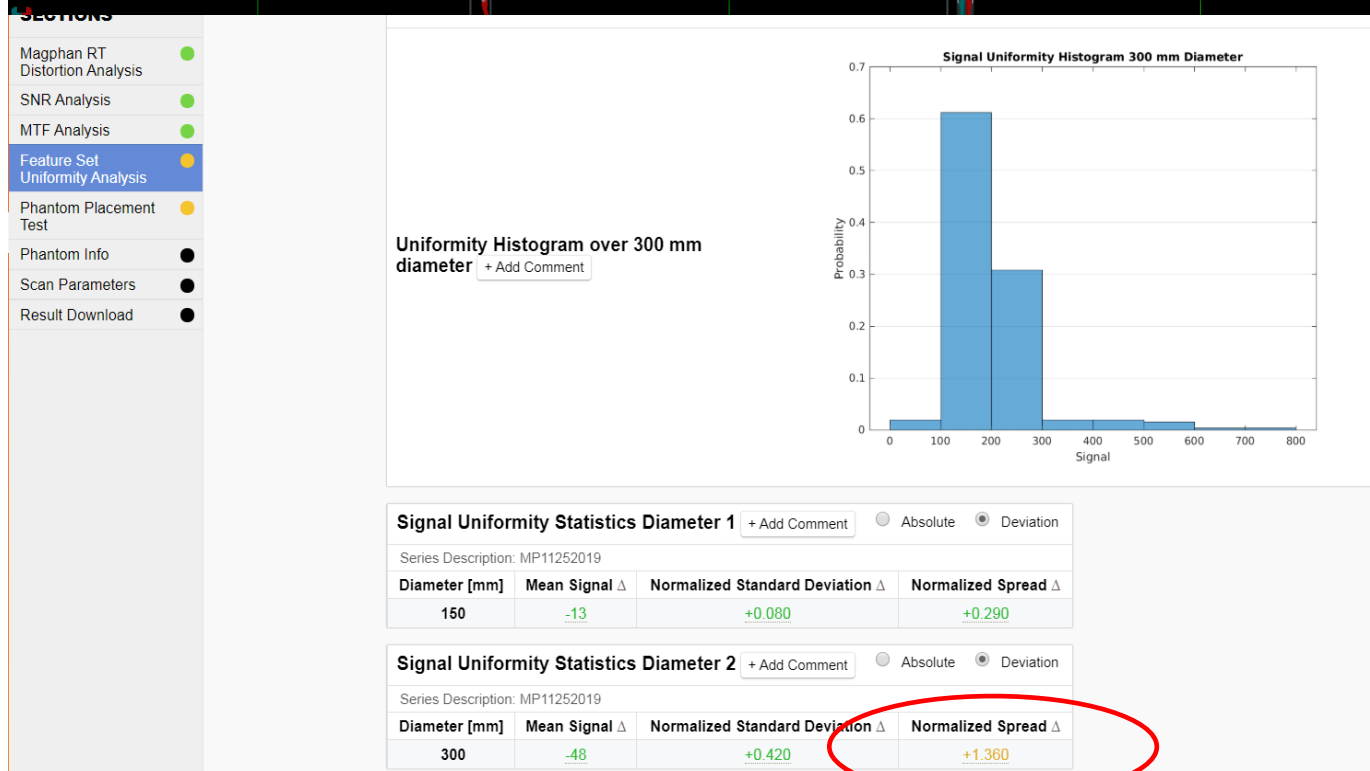 SECTIONS
Magphan RT
Distortion Analysis
SNR Analysis
MTF Analysis
Feature Set
Uniformity Analysis
Phantom Placement
Test
Phantom Info
Scan Parameters
Result Download
Uniformity Histogram over 300 mm
diameter + Add Comment
Signal Uniformity Histogram 300 mm Diameter
Probability
0.7
0.6
0.5
0.4
0.3
0.2
0.1
0
0 100 200 300 400 500 600 700 800
Signal
Signal Uniformity Statistics Diameter 1 + Add Comment Absolute Deviation
Series Description: MP11252019
Diameter [mm] Mean Signal Δ Normalized Standard Deviation Δ Normalized Spread Δ
150 -13 +0.080 +0.290
Signal Uniformity Statistics Diameter 2 + Add Comment Absolute Deviation
Series Description: MP11252019
Diameter [mm] Mean Signal Δ Normalized Standard Deviation Δ Normalized Spread Δ
300 -48 +0.420 +1.360